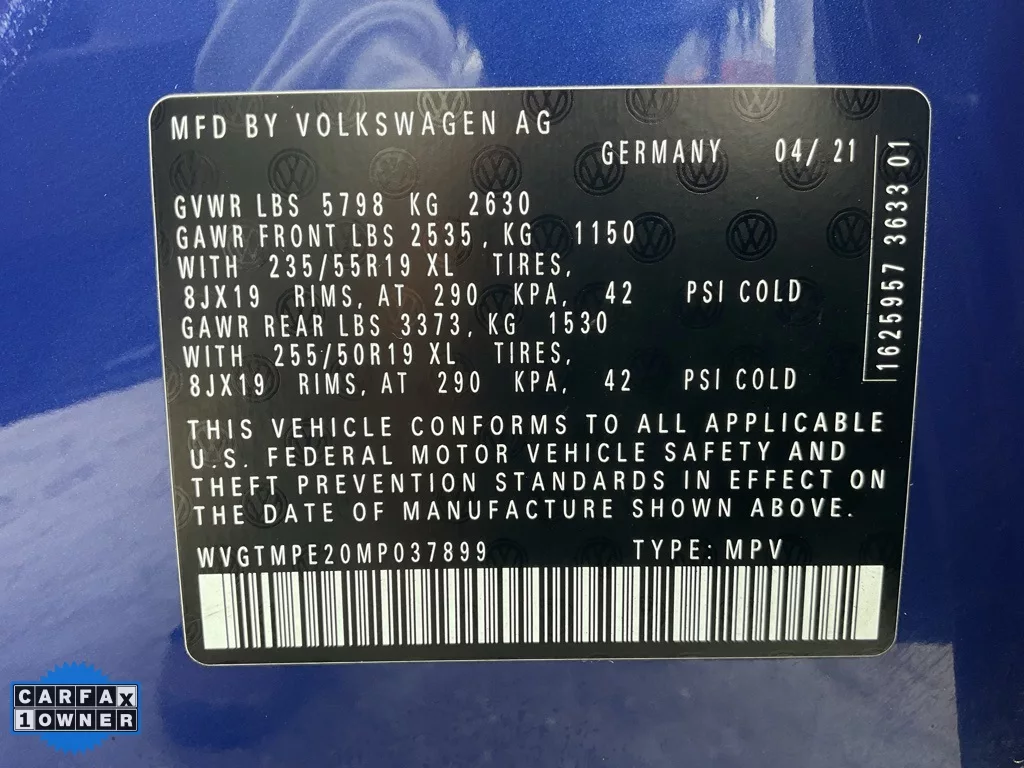 MFD BY VOLKSWAGEN AG
GERMANY 04/ 21
GVWR LBS 5798 KG 2630
GAWR FRONT LBS 2535, KG 1150
WITH 235/55R19 XL TIRES,
8JX19 RIMS, AT 290 KPA, 42 PSI COLD
GAWR REAR LBS 3373, KG 1530
WITH 255/50R19 XL TIRES,
8JX19 RIMS, AT 290 KPA, 42 PSI COLD
THIS VEHICLE CONFORMS TO ALL APPLICABLE
U.S. FEDERAL MOTOR VEHICLE SAFETY AND
THEFT PREVENTION STANDARDS IN EFFECT ON
THE DATE OF MANUFACTURE SHOWN ABOVE.
WVGTMPE20MP037899 TYPE: MPV
1625957 3633 01
CARFAX
1 OWNER